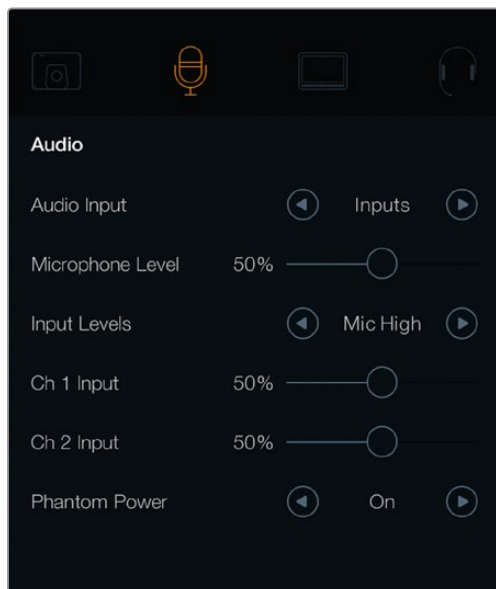 Audio
Audio Input Inputs
Microphone Level 50%
Input Levels Mic High
Ch 1 Input 50%
Ch 2 Input 50%
Phantom Power On